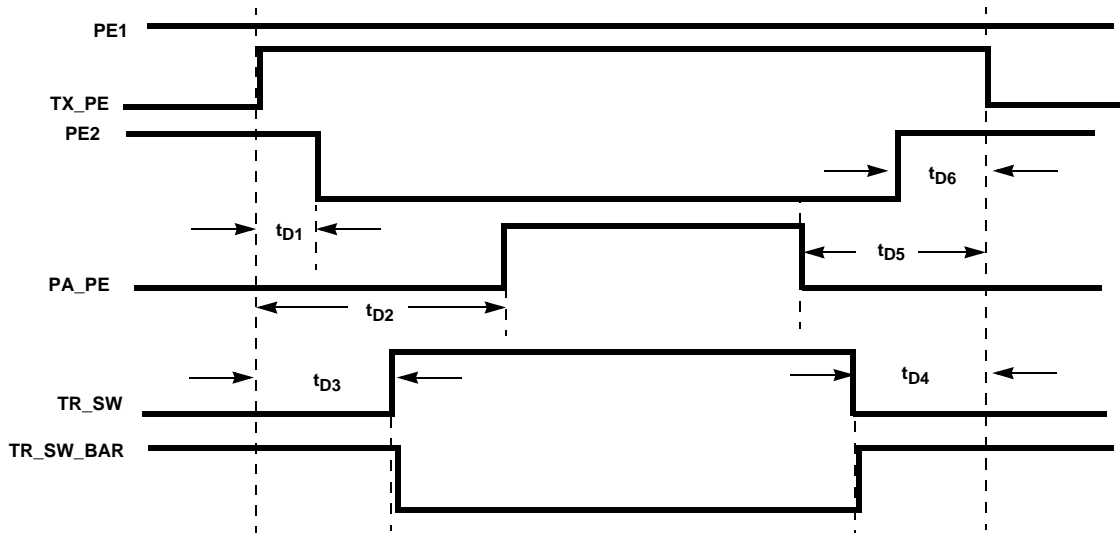 PE1
TX_PE
PE2
tD6
tD1
tD5
PA_PE
tD2
tD3
tD4
TR_SW
TR_SW_BAR